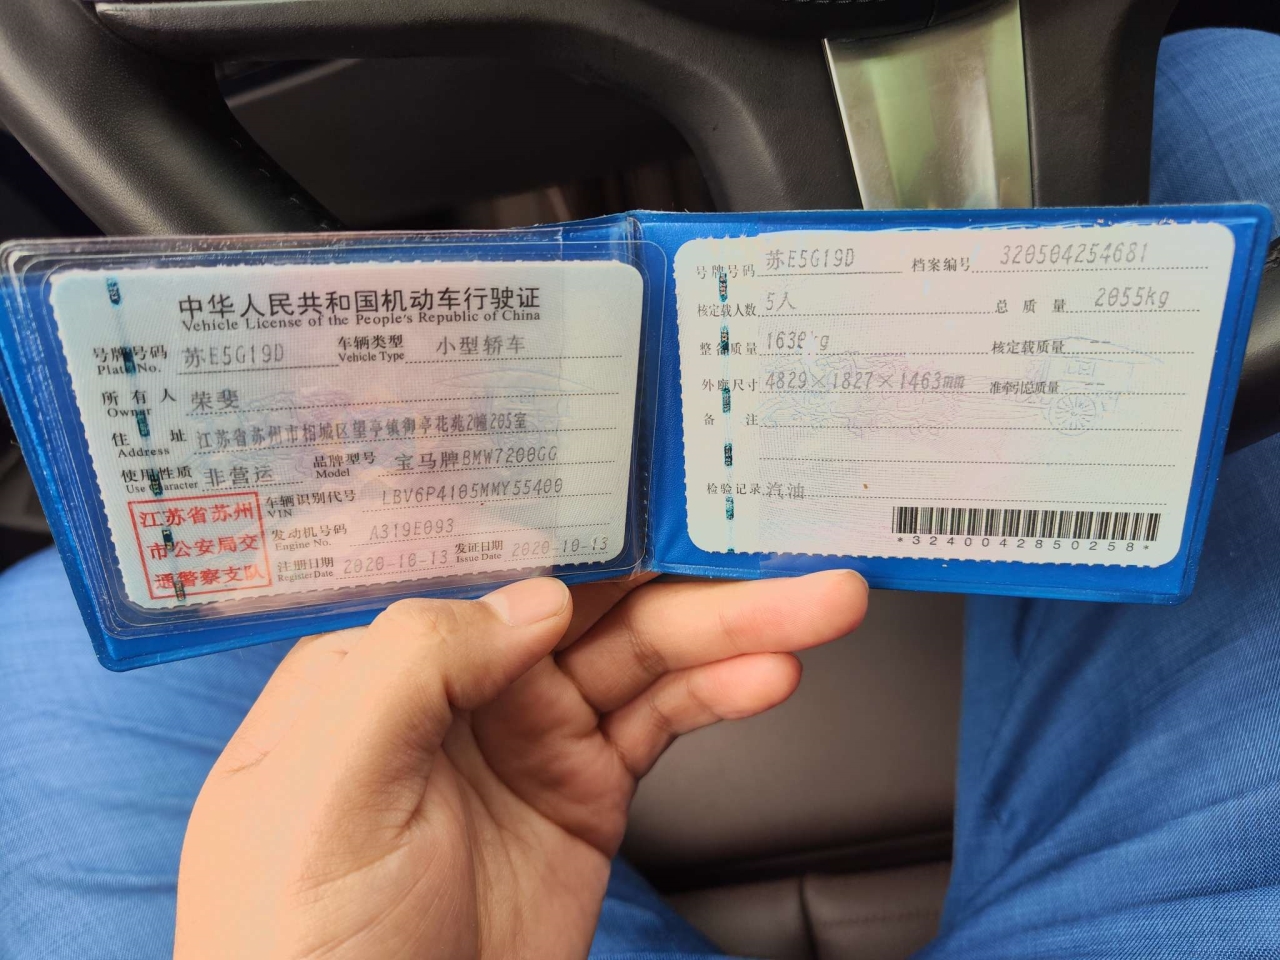 中华人民共和国机动车行驶证
Vehicle License of the People's Republic of China
号牌号码 苏E5G19D 车辆类型 小型轿车
Plate No. Vehicle Type
所有人 荣斐
Owner
住址 江苏省苏州市相城区望亭镇御亭花苑2幢205室
Address
使用性质 非营运 品牌型号 宝马牌BMW7200GG
Use Character Model
江苏省苏州
市公安局交
通警察支队
车辆识别代号 LBV6P4105MMY55400
VIN
发动机号码 A319E093
Engine No.
注册日期 2020-10-13 发证日期 2020-10-13
Register Date Issue Date
号牌号码 苏E5G19D 档案编号 320504254681
核定载人数 5人 总质量 2055kg
整备质量 核定载质量 --
外廓尺寸 4829×1827×1463mm 准牵引总质量 --
备注
检验记录 汽油
*3240042850258*